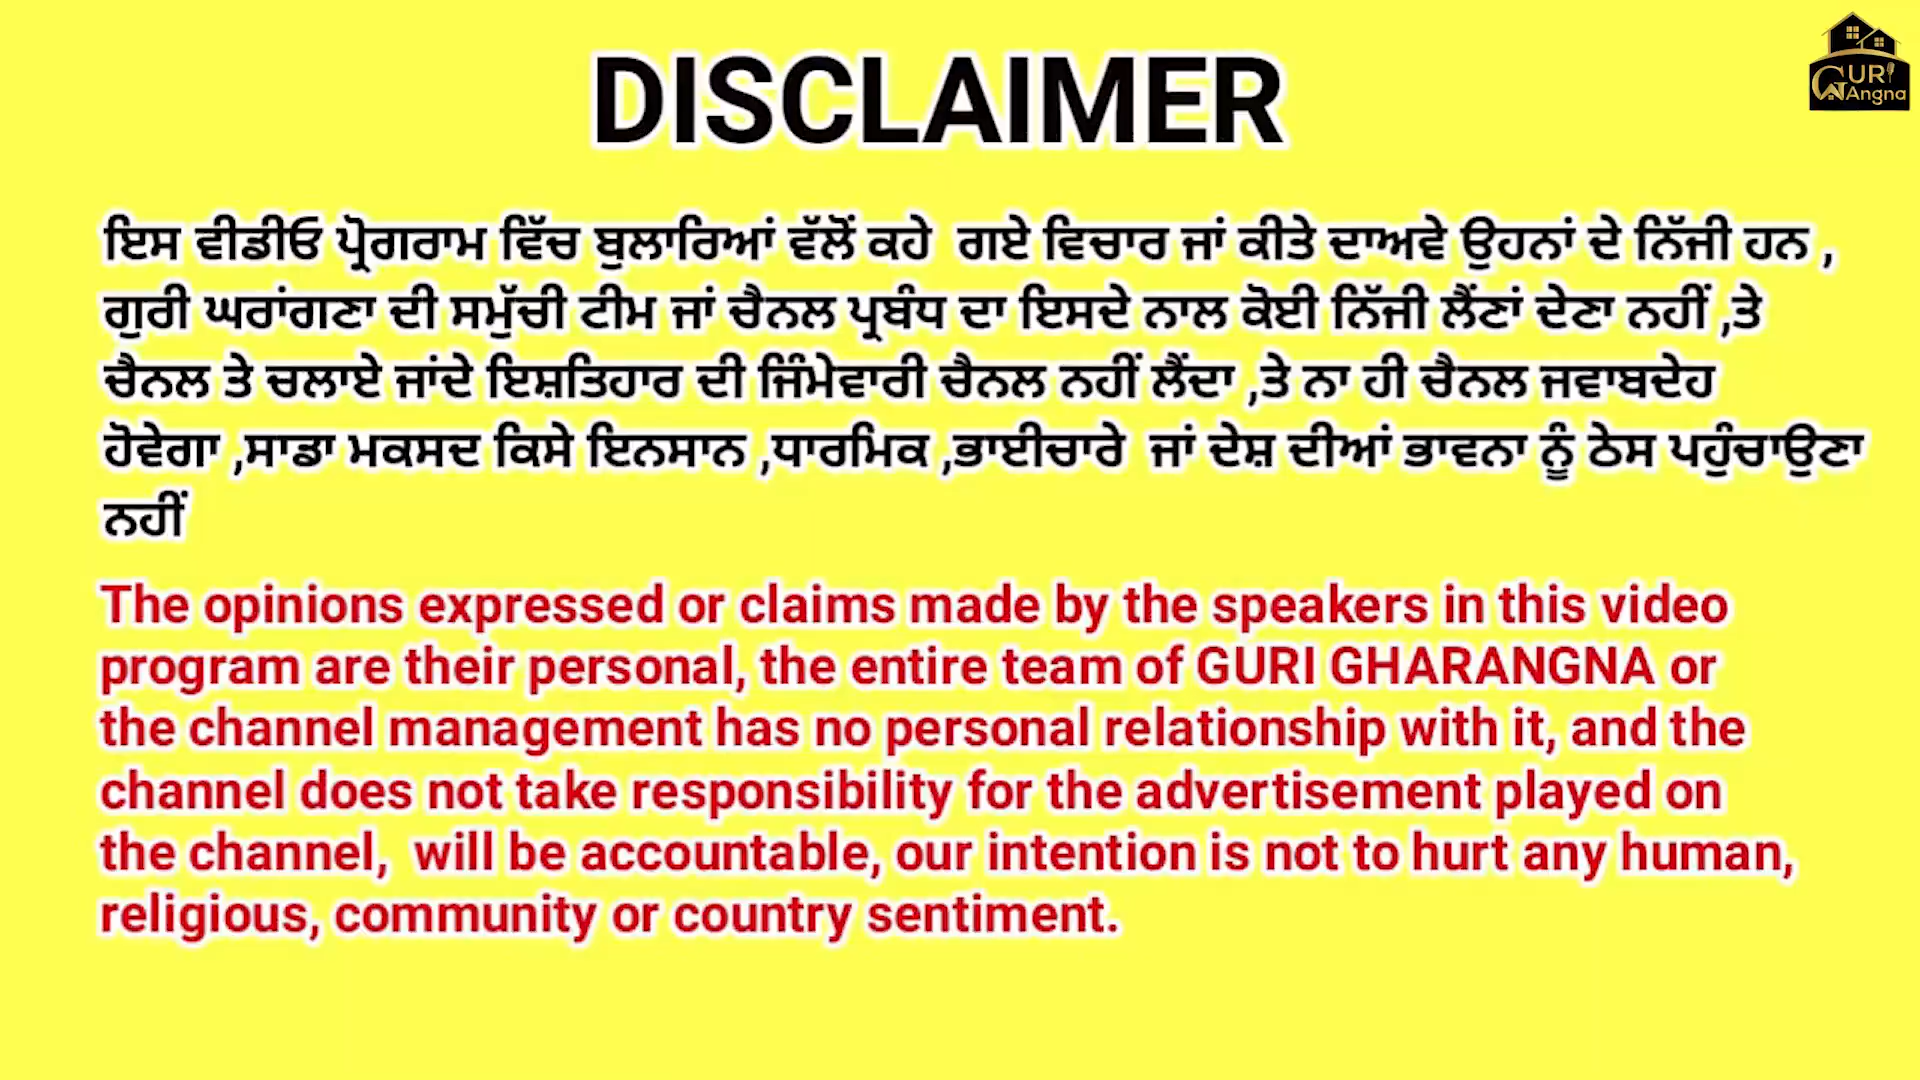 GURI
Angna
DISCLAIMER
ਇਸ ਵੀਡੀਓ ਪ੍ਰੋਗਰਾਮ ਵਿੱਚ ਬੁਲਾਰਿਆਂ ਵੱਲੋਂ ਕਹੇ ਗਏ ਵਿਚਾਰ ਜਾਂ ਕੀਤੇ ਦਾਅਵੇ ਉਹਨਾਂ ਦੇ ਨਿੱਜੀ ਹਨ ,
ਗੁਰੀ ਘਰਾਂਗਣਾ ਦੀ ਸਮੁੱਚੀ ਟੀਮ ਜਾਂ ਚੈਨਲ ਪ੍ਰਬੰਧ ਦਾ ਇਸਦੇ ਨਾਲ ਕੋਈ ਨਿੱਜੀ ਲੈਂਣਾਂ ਦੇਣਾ ਨਹੀਂ ,ਤੇ
ਚੈਨਲ ਤੇ ਚਲਾਏ ਜਾਂਦੇ ਇਸ਼ਤਿਹਾਰ ਦੀ ਜਿੰਮੇਵਾਰੀ ਚੈਨਲ ਨਹੀਂ ਲੈਂਦਾ ,ਤੇ ਨਾ ਹੀ ਚੈਨਲ ਜਵਾਬਦੇਹ
ਹੋਵੇਗਾ ,ਸਾਡਾ ਮਕਸਦ ਕਿਸੇ ਇਨਸਾਨ ,ਧਾਰਮਿਕ ,ਭਾਈਚਾਰੇ ਜਾਂ ਦੇਸ਼ ਦੀਆਂ ਭਾਵਨਾ ਨੂੰ ਠੇਸ ਪਹੁੰਚਾਉਣਾ
ਨਹੀਂ
The opinions expressed or claims made by the speakers in this video
program are their personal, the entire team of GURI GHARANGNA or
the channel management has no personal relationship with it, and the
channel does not take responsibility for the advertisement played on
the channel, will be accountable, our intention is not to hurt any human,
religious, community or country sentiment.